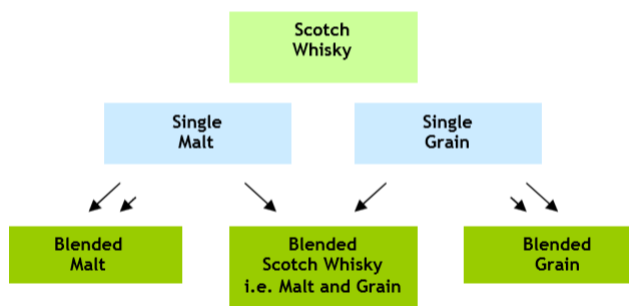 Scotch
Whisky
Single
Malt
Single
Grain
Blended
Malt
Blended
Scotch Whisky
i.e. Malt and Grain
Blended
Grain